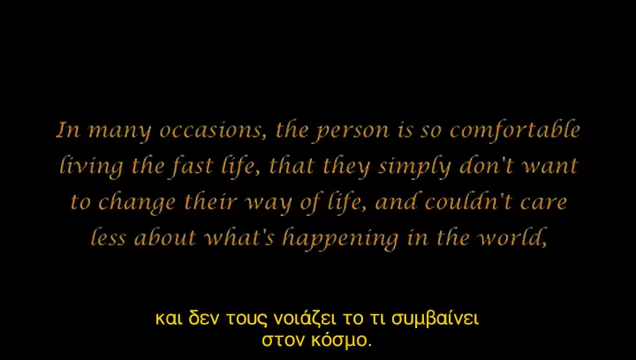 In many occasions, the person is so comfortable
living the fast life, that they simply don't want
to change their way of life, and couldn't care
less about what's happening in the world,
και δεν τους νοιάζει το τι συμβαίνει
στον κόσμο.